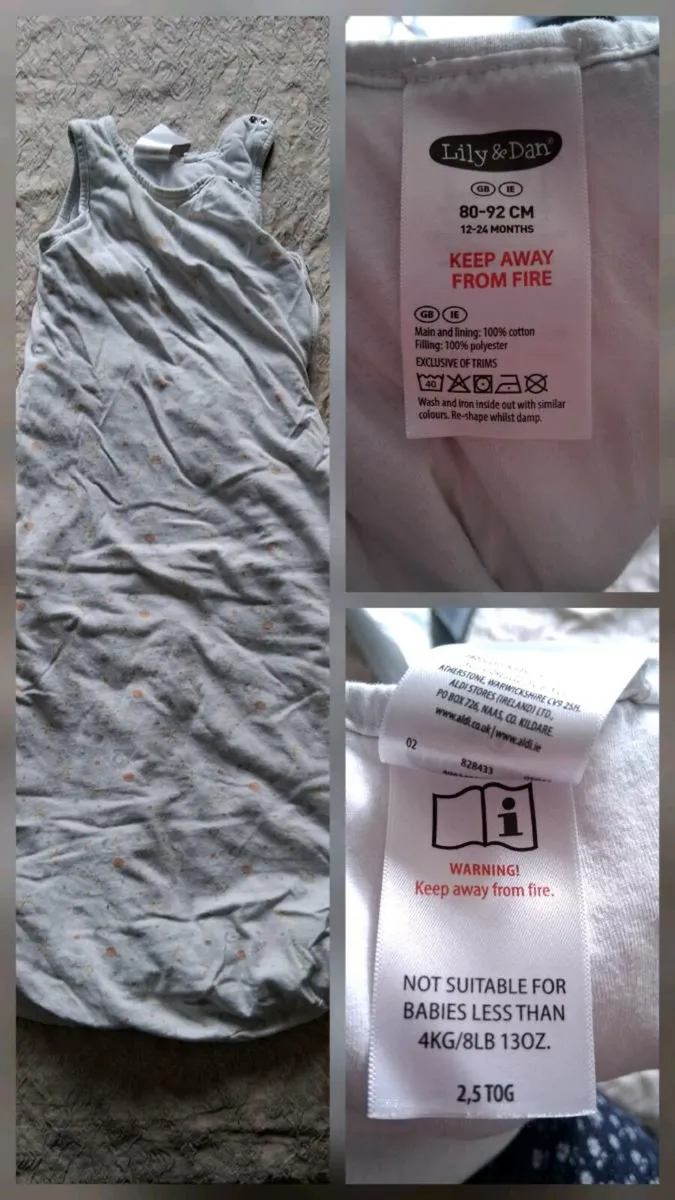 Lily & Dan®
GB IE
80-92 CM
12-24 MONTHS
KEEP AWAY
FROM FIRE
GB IE
Main and lining: 100% cotton
Filling: 100% polyester
EXCLUSIVE OF TRIMS
40
Wash and iron inside out with similar
colours. Re-shape whilst damp.
ATHERSTONE, WARWICKSHIRE CV9 2SH.
ALDI STORES (IRELAND) LTD.,
PO BOX 726, NAAS, CO. KILDARE.
www.aldi.co.uk | www.aldi.ie
02
828433
WARNING!
Keep away from fire.
NOT SUITABLE FOR
BABIES LESS THAN
4KG/8LB 13OZ.
2,5 TOG